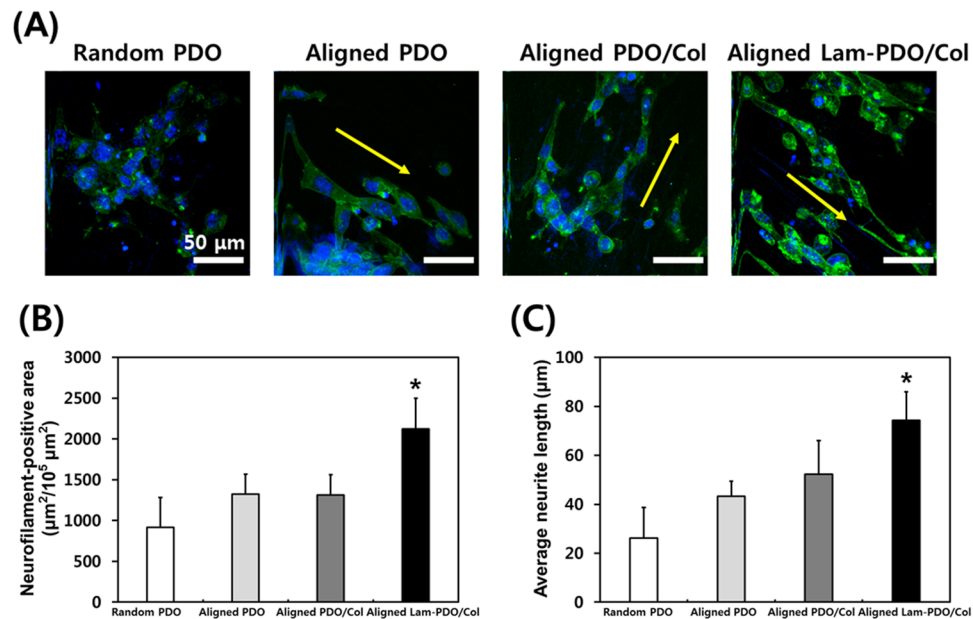 (A)
Random PDO
Aligned PDO
Aligned PDO/Col
Aligned Lam-PDO/Col
50 μm
(B)
Neurofilament-positive area
(μm²/10⁵ μm²)
3000
2500
2000
1500
1000
500
0
*
Random PDO
Aligned PDO
Aligned PDO/Col
Aligned Lam-PDO/Col
(C)
Average neurite length (μm)
100
80
60
40
20
0
*
Random PDO
Aligned PDO
Aligned PDO/Col
Aligned Lam-PDO/Col